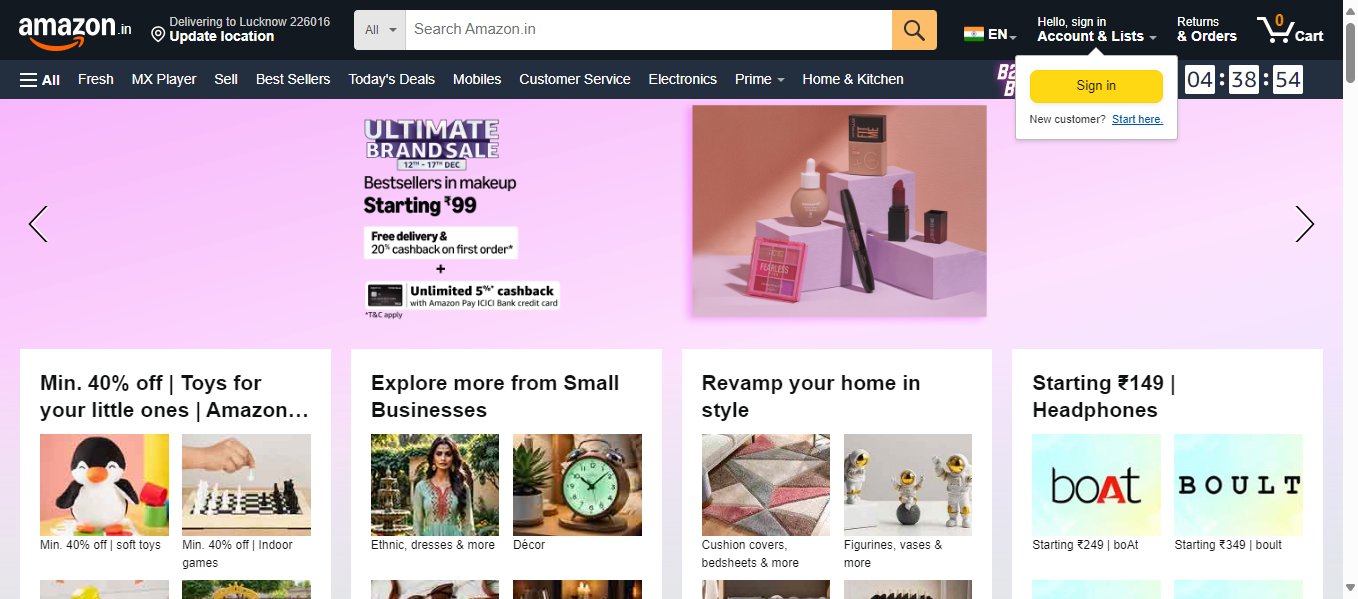 amazon.in
Delivering to Lucknow 226016
Update location
All
Search Amazon.in
EN
Hello, sign in
Account & Lists
Returns
& Orders
0
Cart
All
Fresh
MX Player
Sell
Best Sellers
Today's Deals
Mobiles
Customer Service
Electronics
Prime
Home & Kitchen
04 : 38 : 54
Sign in
New customer? Start here.
ULTIMATE
BRAND SALE
12TH - 17TH DEC
Bestsellers in makeup
Starting ₹99
Free delivery &
20% cashback on first order*
+
Unlimited 5%* cashback
with Amazon Pay ICICI Bank credit card
*T&C apply
FIT
ME
FEARLESS
Min. 40% off | Toys for
your little ones | Amazon…
Min. 40% off | soft toys
Min. 40% off | Indoor
games
Explore more from Small
Businesses
Ethnic, dresses & more
Décor
Revamp your home in
style
Cushion covers,
bedsheets & more
Figurines, vases &
more
Starting ₹149 |
Headphones
boAt
BOULT
Starting ₹249 | boAt
Starting ₹349 | boult